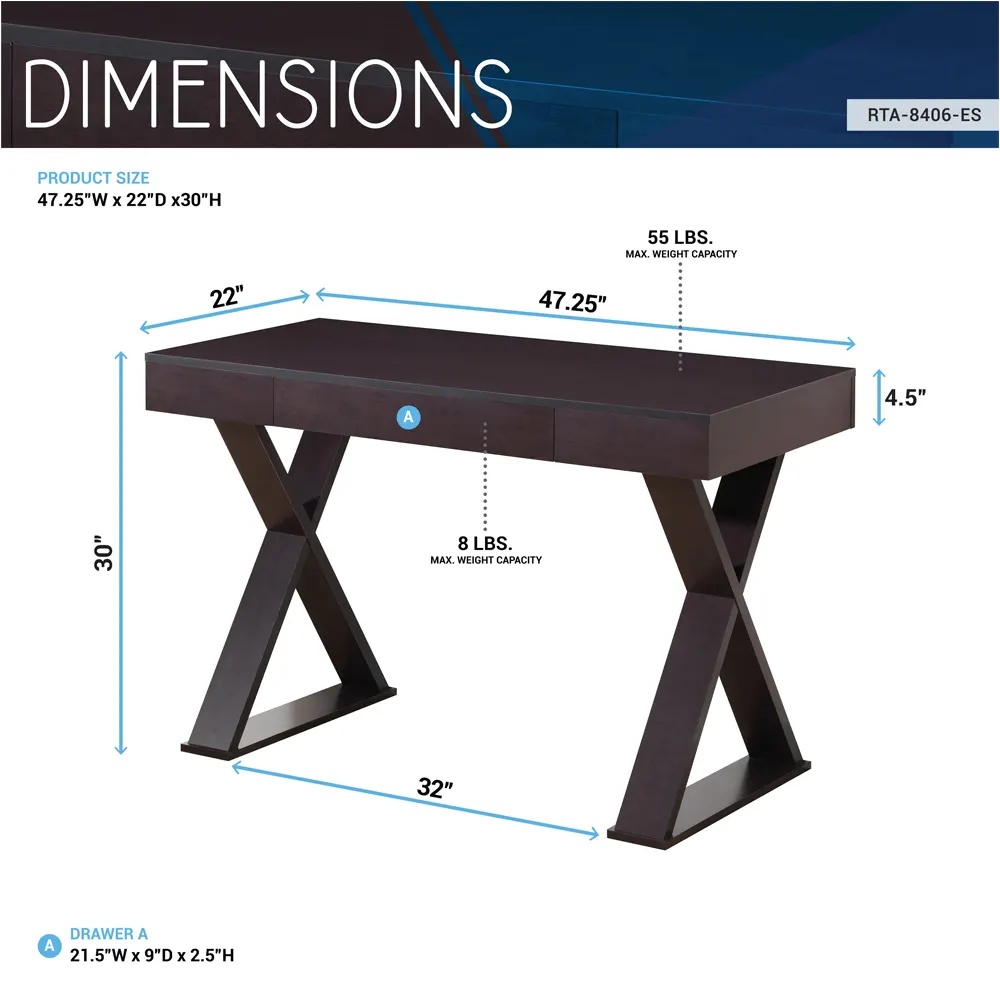 DIMENSIONS
RTA-8406-ES
PRODUCT SIZE
47.25"W x 22"D x30"H
55 LBS.
MAX. WEIGHT CAPACITY
22"
47.25"
4.5"
A
30"
8 LBS.
MAX. WEIGHT CAPACITY
32"
A
DRAWER A
21.5"W x 9"D x 2.5"H